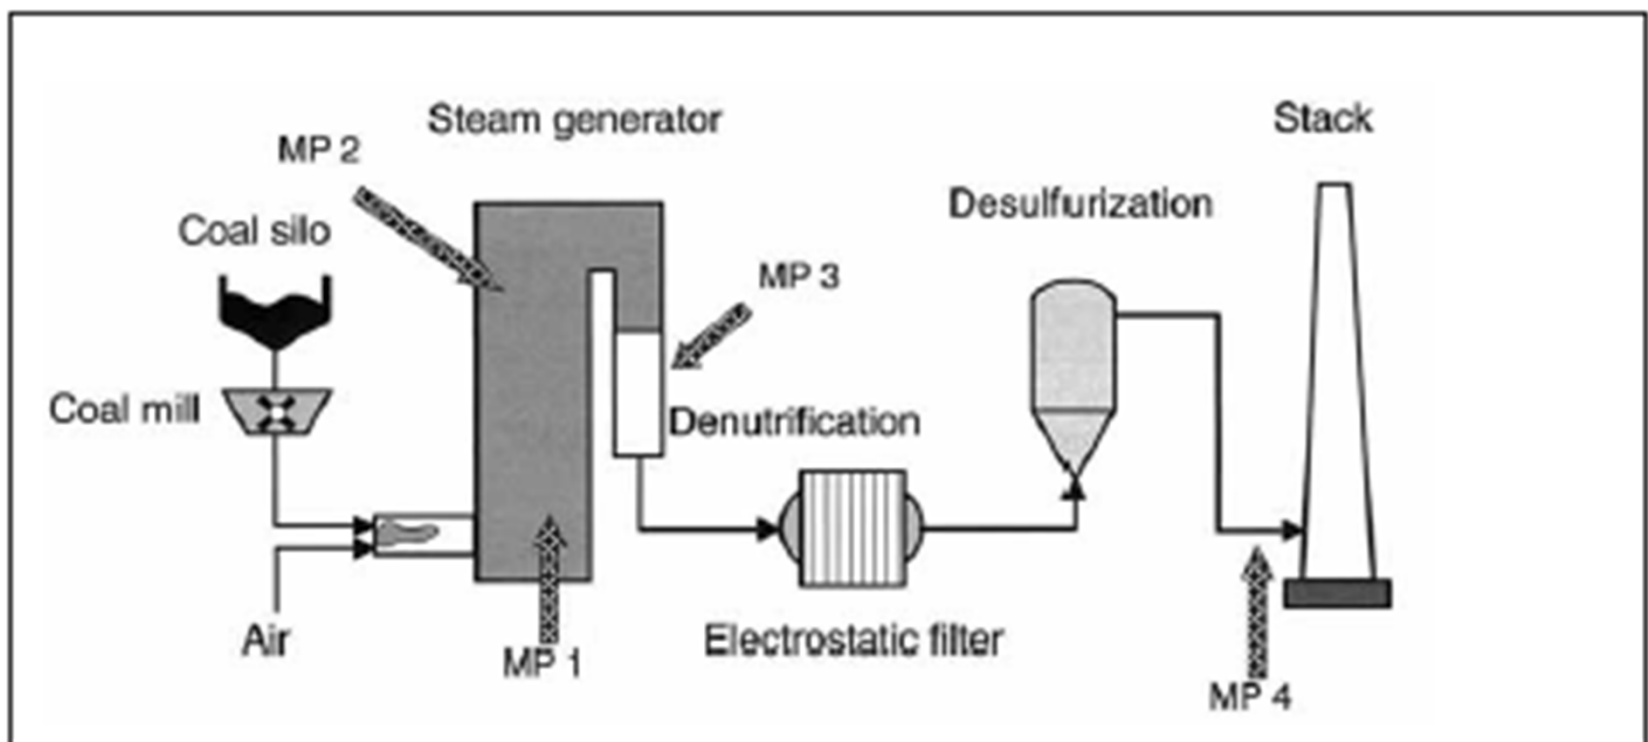 Steam generator
Stack
MP 2
Desulfurization
Coal silo
MP 3
Coal mill
Denutrification
Air
Electrostatic filter
MP 1
MP 4